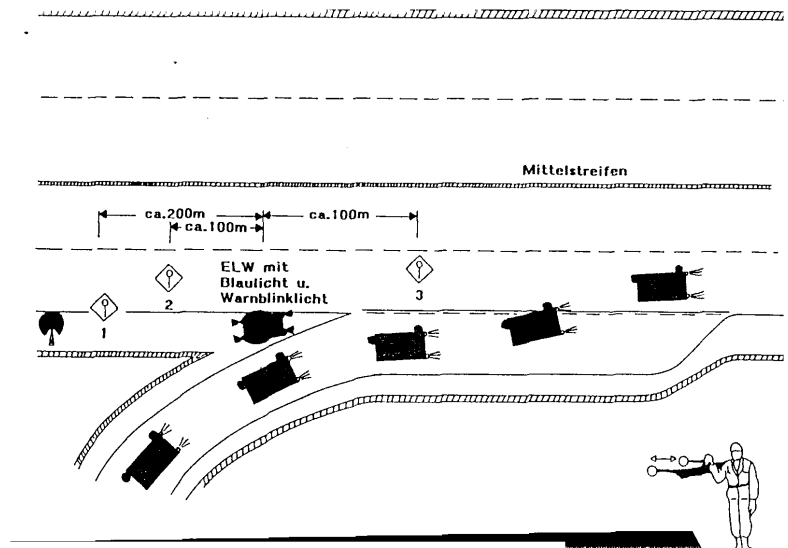 Mittelstreifen
ca.200m
ca.100m
ca.100m
ELW mit
Blaulicht u.
Warnblinklicht
1
2
3